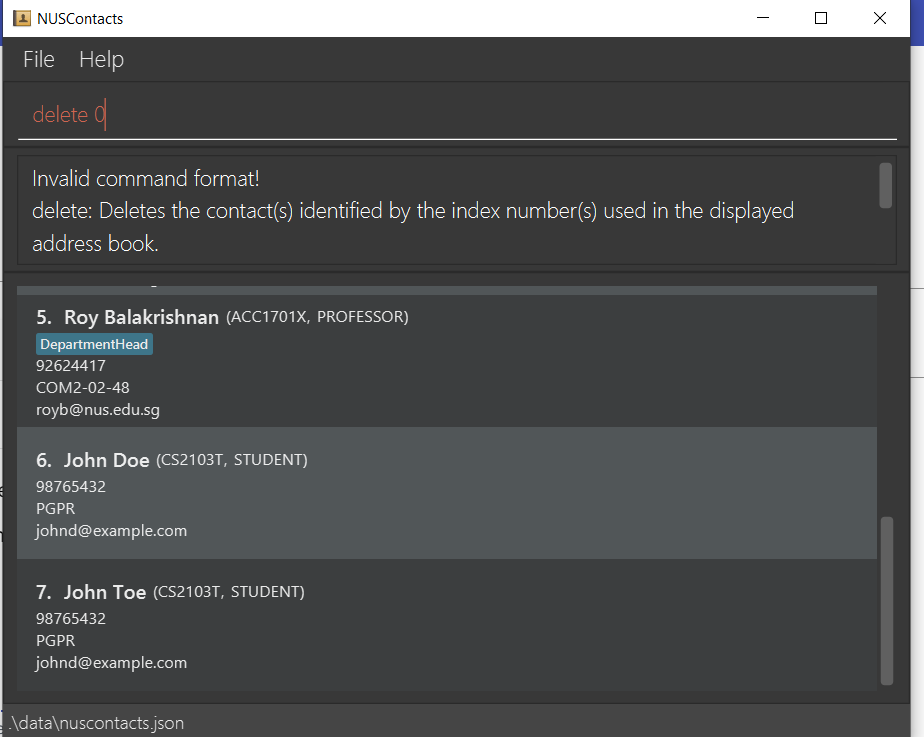 NUSContacts
File Help
delete 0
Invalid command format!
delete: Deletes the contact(s) identified by the index number(s) used in the displayed
address book.
5. Roy Balakrishnan (ACC1701X, PROFESSOR)
DepartmentHead
92624417
COM2-02-48
royb@nus.edu.sg
6. John Doe (CS2103T, STUDENT)
98765432
PGPR
johnd@example.com
7. John Toe (CS2103T, STUDENT)
98765432
PGPR
johnd@example.com
.\data\nuscontacts.json